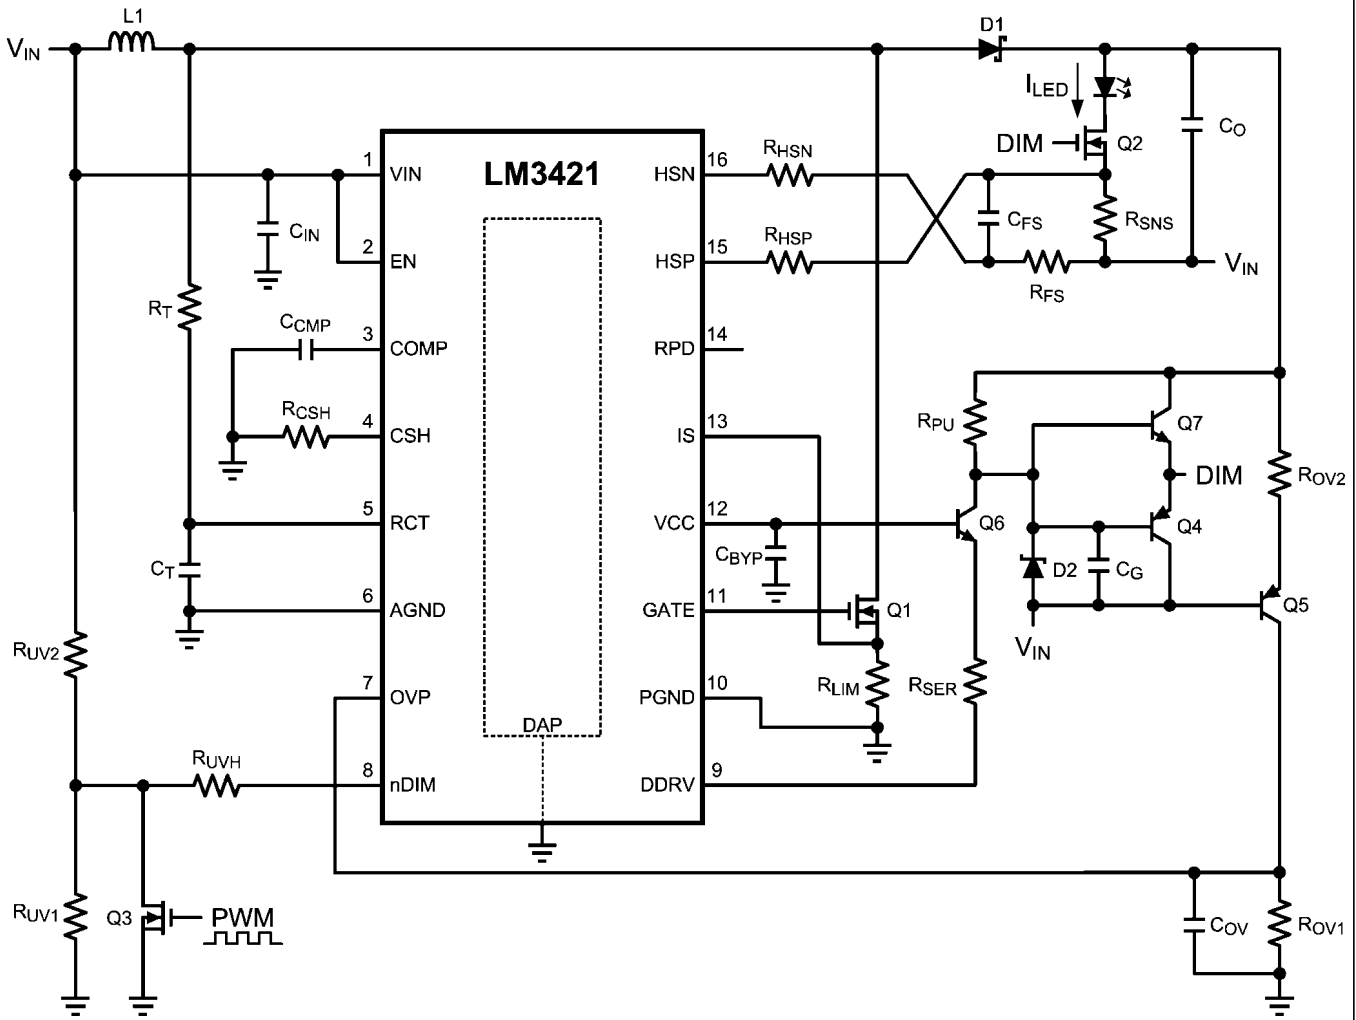 L1
D1
VIN
ILED
CO
DIM
Q2
RHSN
16
HSN
1
VIN
LM3421
CFS
RSNS
CIN
RHSP
15
HSP
2
EN
VIN
RFS
RT
CCMP
3
COMP
14
RPD
RCSH
4
CSH
13
IS
RPU
Q7
DIM
ROV2
5
RCT
12
VCC
Q6
Q4
CBYP
CT
D2
CG
6
AGND
11
GATE
Q1
Q5
VIN
RUV2
7
OVP
10
PGND
RLIM
RSER
DAP
RUVH
8
nDIM
9
DDRV
RUV1
Q3
PWM
COV
ROV1